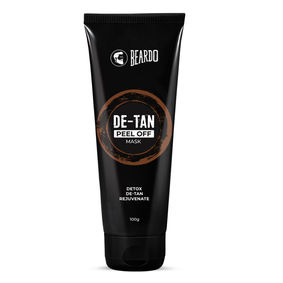 BEARDO
DE-TAN
PEEL OFF
MASK
DETOX
DE-TAN
REJUVENATE
100g